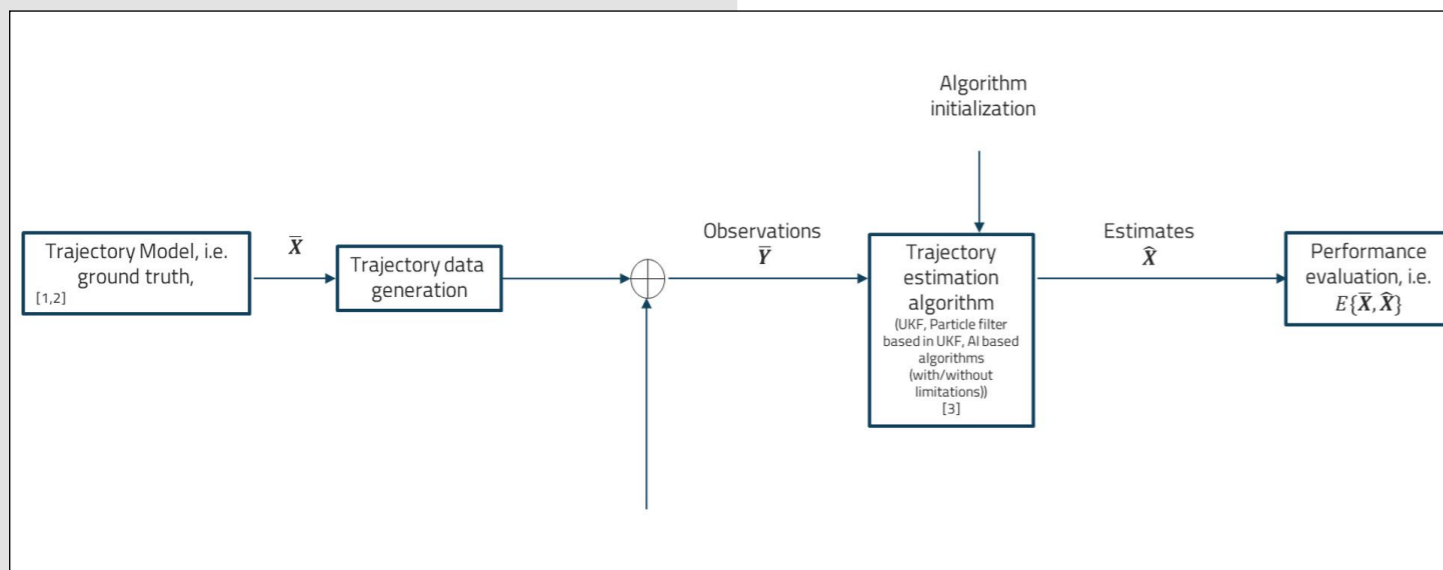 Algorithm
initialization
Trajectory Model, i.e.
ground truth,
[1,2]
X̅
Trajectory data
generation
Observations
Y̅
Trajectory
estimation
algorithm
(UKF, Particle filter
based in UKF, AI based
algorithms
(with/without
limitations))
[3]
Estimates
X̂
Performance
evaluation, i.e.
E{X̅, X̂}